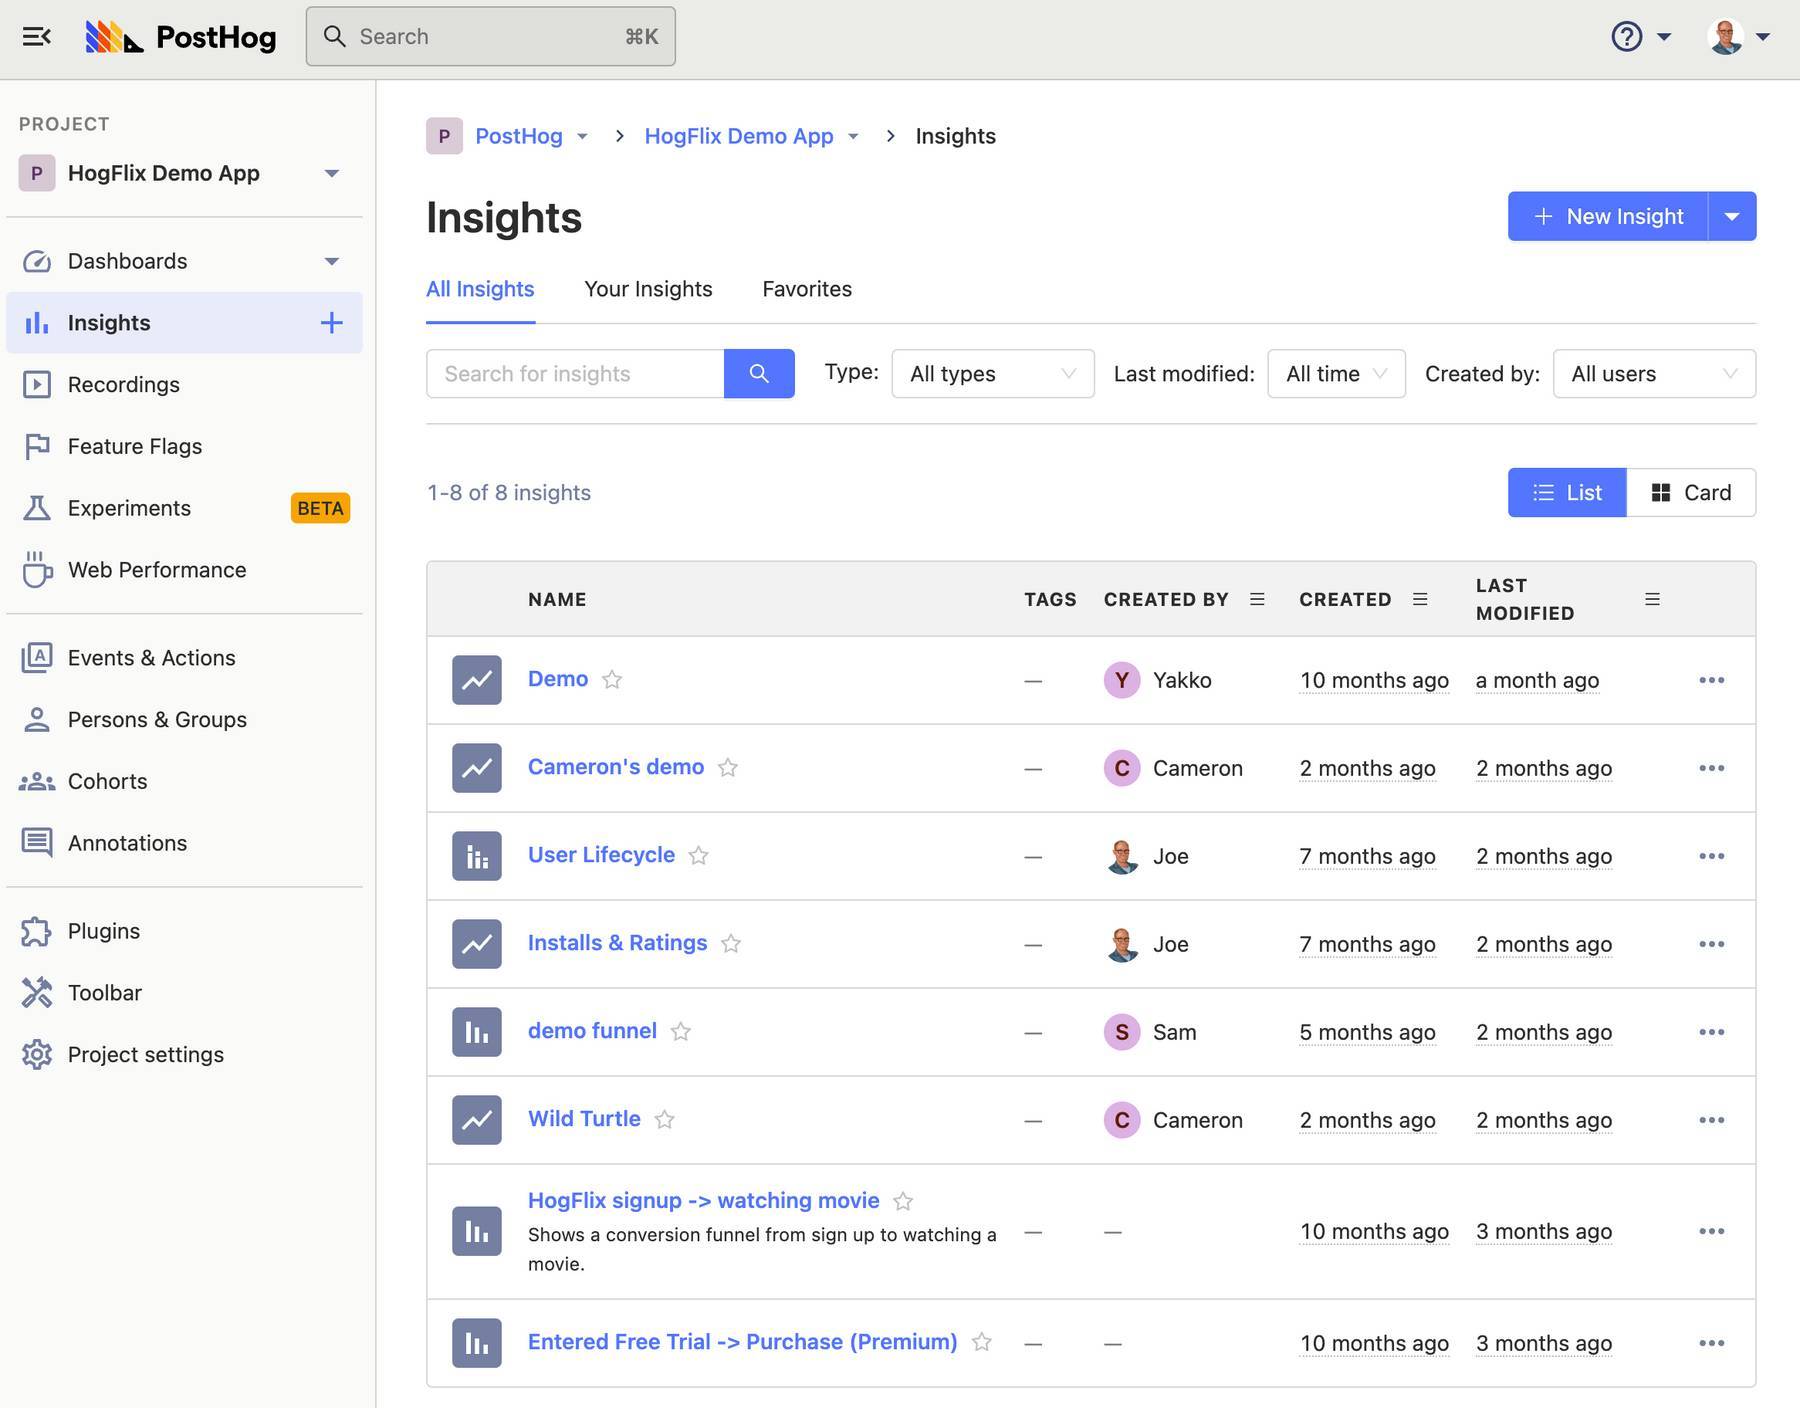 PostHog
Search ⌘K
PROJECT
P HogFlix Demo App
Dashboards
Insights
Recordings
Feature Flags
Experiments BETA
Web Performance
Events & Actions
Persons & Groups
Cohorts
Annotations
Plugins
Toolbar
Project settings
P PostHog > HogFlix Demo App > Insights
Insights
+ New Insight
All Insights Your Insights Favorites
Search for insights Type: All types Last modified: All time Created by: All users
1-8 of 8 insights
List Card
NAME TAGS CREATED BY CREATED LAST MODIFIED
Demo — Y Yakko 10 months ago a month ago
Cameron's demo — C Cameron 2 months ago 2 months ago
User Lifecycle — Joe 7 months ago 2 months ago
Installs & Ratings — Joe 7 months ago 2 months ago
demo funnel — S Sam 5 months ago 2 months ago
Wild Turtle — C Cameron 2 months ago 2 months ago
HogFlix signup -> watching movie
Shows a conversion funnel from sign up to watching a
movie.
— — 10 months ago 3 months ago
Entered Free Trial -> Purchase (Premium) — — 10 months ago 3 months ago